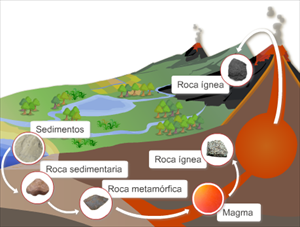 Roca ígnea
Sedimentos
Roca sedimentaria
Roca ígnea
Roca metamórfica
Magma